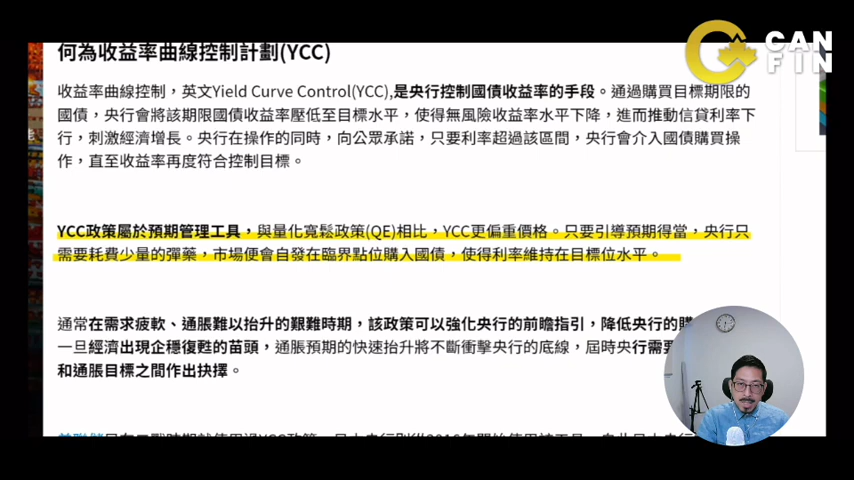 CAN
FIN
何為收益率曲線控制計劃(YCC)
收益率曲線控制，英文Yield Curve Control(YCC),是央行控制國債收益率的手段。通過購買目標期限的
國債，央行會將該期限國債收益率壓低至目標水平，使得無風險收益率水平下降，進而推動信貸利率下
行，刺激經濟增長。央行在操作的同時，向公眾承諾，只要利率超過該區間，央行會介入國債購買操
作，直至收益率再度符合控制目標。
YCC政策屬於預期管理工具，與量化寬鬆政策(QE)相比，YCC更偏重價格。只要引導預期得當，央行只
需要耗費少量的彈藥，市場便會自發在臨界點位購入國債，使得利率維持在目標位水平。
通常在需求疲軟、通脹難以抬升的艱難時期，該政策可以強化央行的前瞻指引，降低央行的購
一旦經濟出現企穩復甦的苗頭，通脹預期的快速抬升將不斷衝擊央行的底線，屆時央行需要
和通脹目標之間作出抉擇。